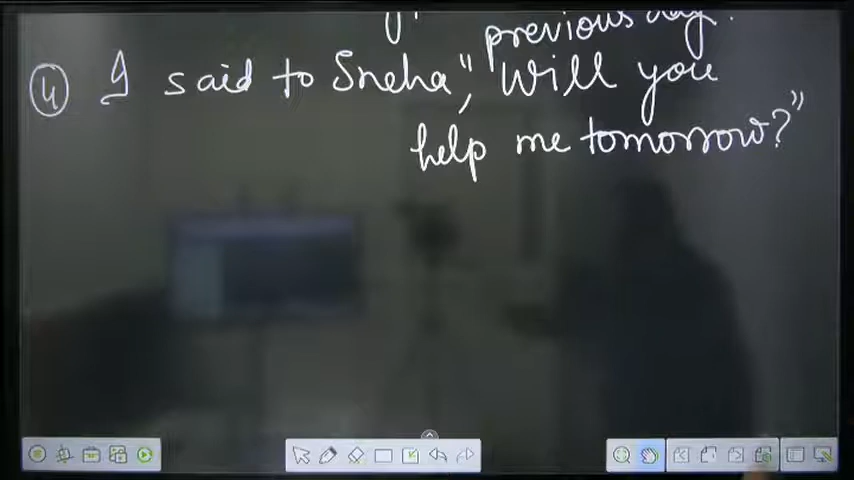 previous day.
④ I said to Sneha, "Will you
help me tomorrow?"